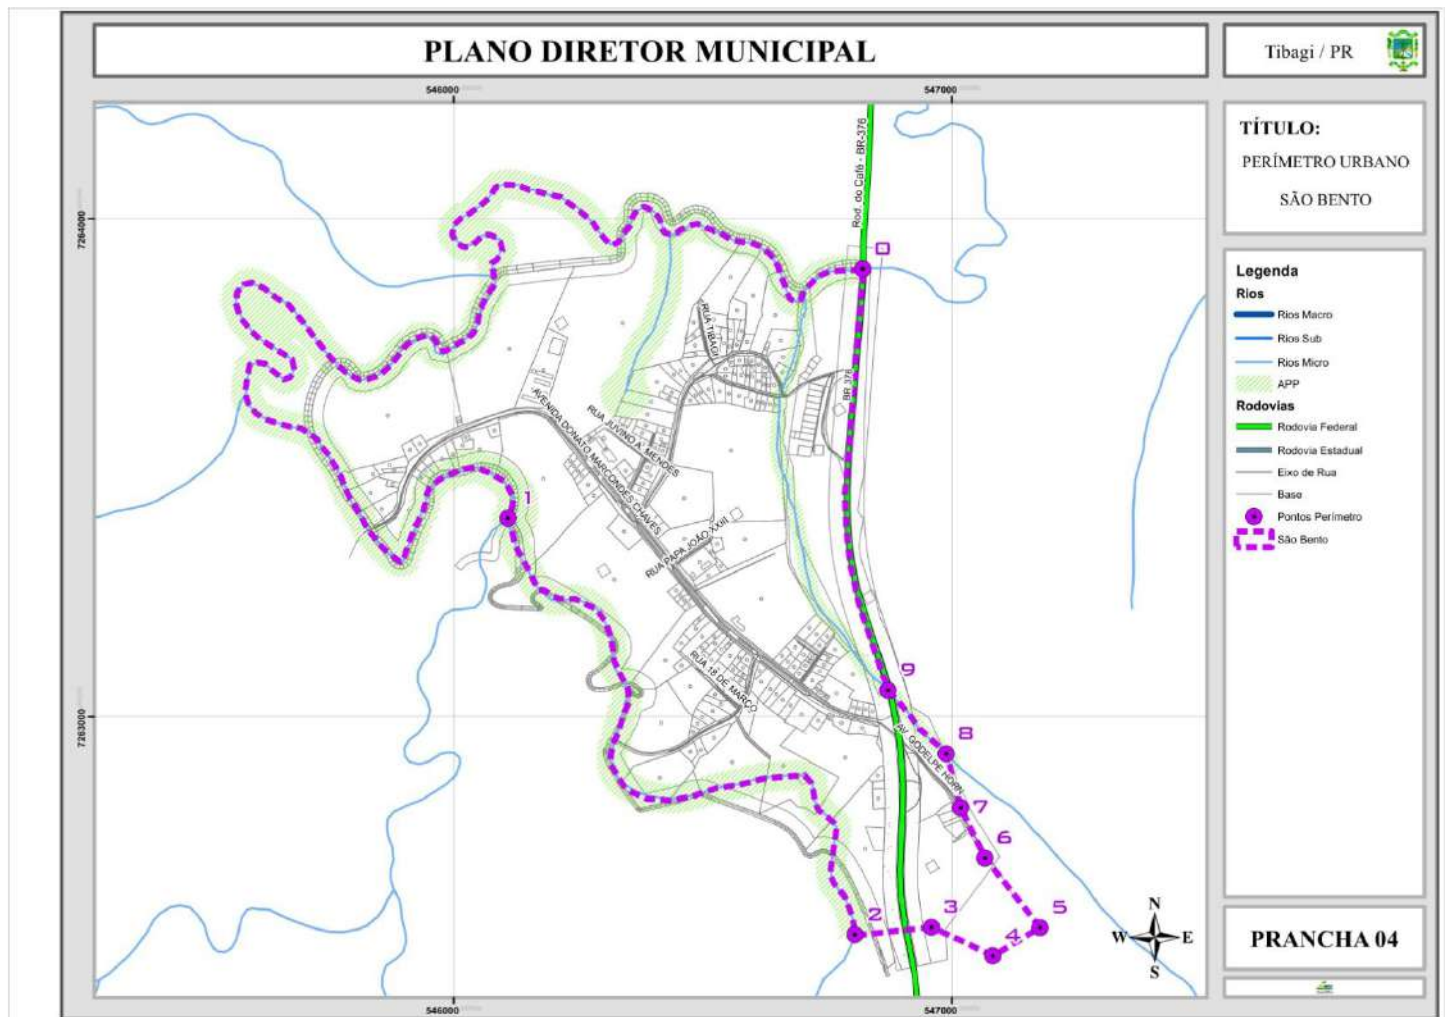 PLANO DIRETOR MUNICIPAL
Tibagi / PR
TÍTULO:
PERÍMETRO URBANO
SÃO BENTO
Legenda
Rios
Rios Macro
Rios Sub
Rios Micro
APP
Rodovias
Rodovia Federal
Rodovia Estadual
Eixo de Rua
Base
Pontos Perímetro
São Bento
PRANCHA 04
546000
547000
7264000
7263000
546000
547000
Rod. do Café - BR-376
0
BR 376
RUA TIBAGI
AVENIDA DONATO MARCONDES CHAVES
RUA JUVINO A. MENDES
1
RUA PAPA JOÃO XXIII
RUA 18 DE MARÇO
9
AV. GODELPE HORN
8
7
6
5
4
3
2
N
W
E
S